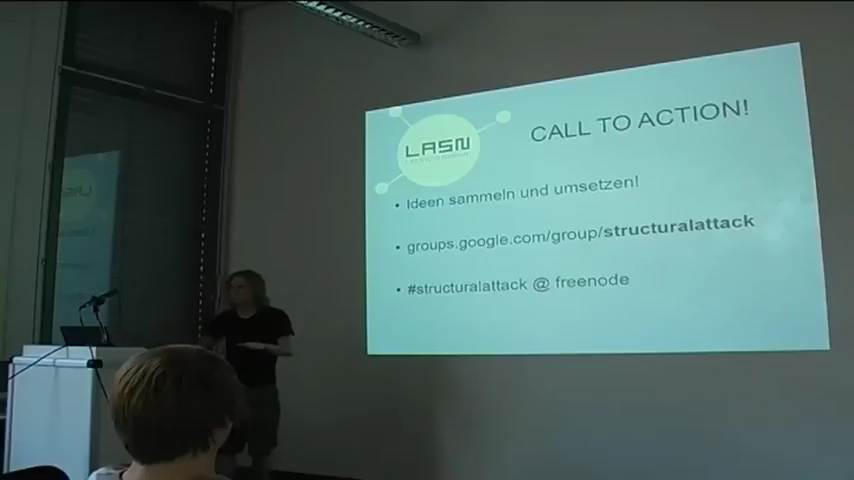 LASN
CALL TO ACTION!
• Ideen sammeln und umsetzen!
• groups.google.com/group/structuralattack
• #structuralattack @ freenode